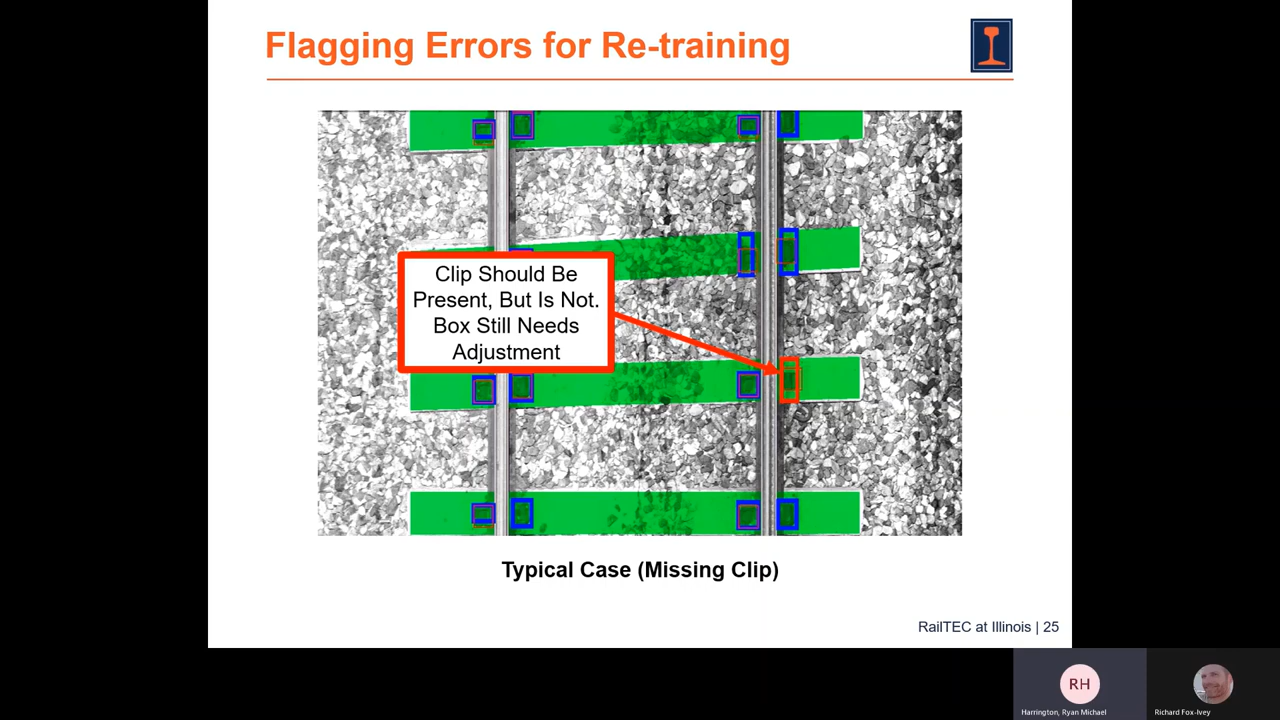 Flagging Errors for Re-training
Clip Should Be
Present, But Is Not.
Box Still Needs
Adjustment
Typical Case (Missing Clip)
RailTEC at Illinois | 25
RH
Harrington, Ryan Michael
Richard Fox-Ivey